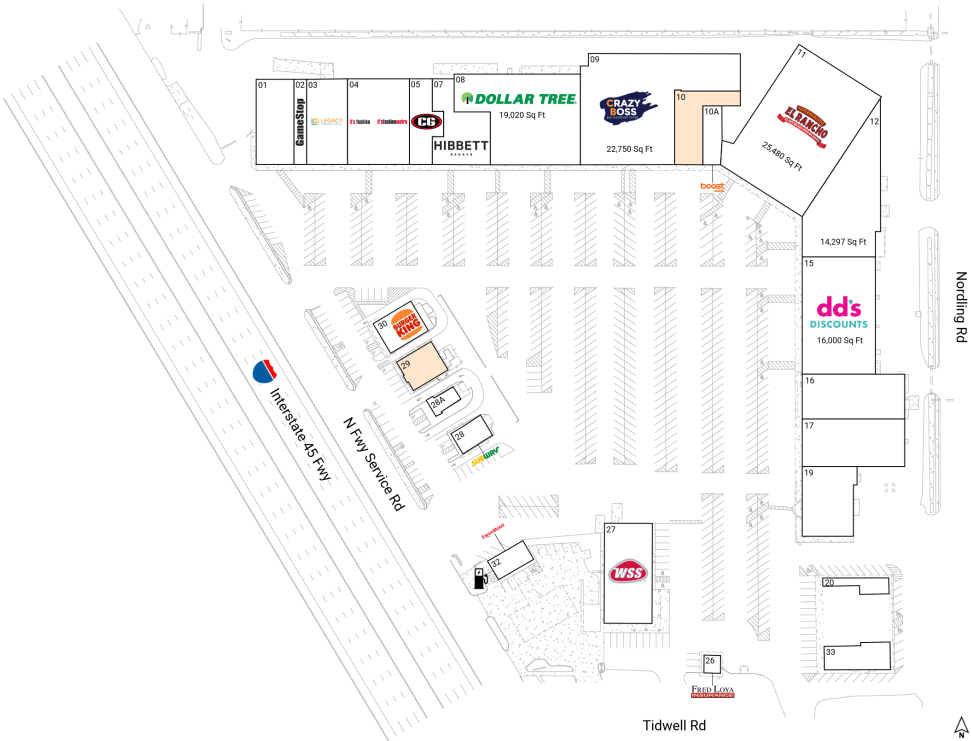 01
02
03
04
05
07
08
09
10
10A
11
12
GameStop
LEGACY
it's fashion
it'sfashionmetro
CG
HIBBETT
SPORTS
DOLLAR TREE
19,020 Sq Ft
CRAZY
BOSS
22,750 Sq Ft
boost
EL RANCHO
25,480 Sq Ft
14,297 Sq Ft
15
dd's
DISCOUNTS
16,000 Sq Ft
16
17
19
20
33
30
BURGER
KING
29
28A
28
SUBWAY
32
ExxonMobil
27
WSS
26
FRED LOYA
INSURANCE
Interstate 45 Fwy
N Fwy Service Rd
Nordling Rd
Tidwell Rd
N